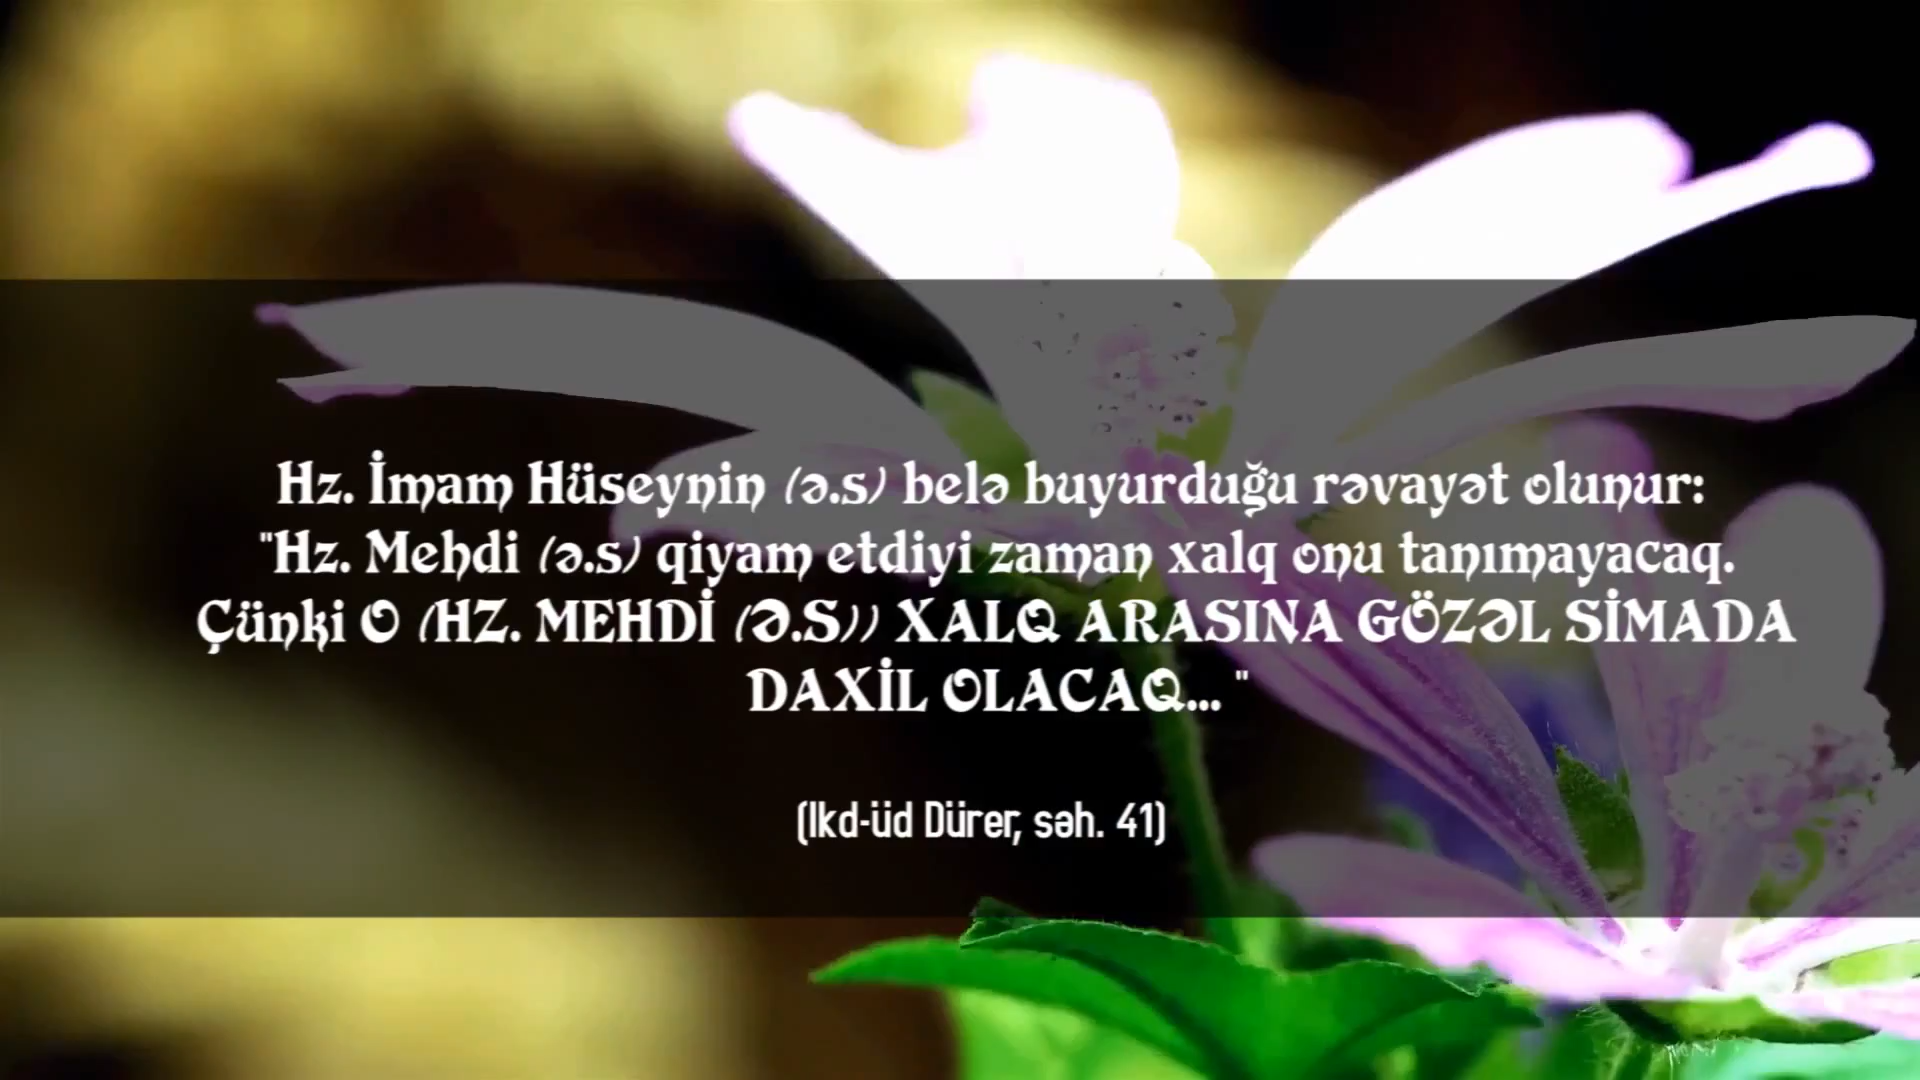 Hz. İmam Hüseynin (ə.s) belə buyurduğu rəvayət olunur:
"Hz. Mehdi (ə.s) qiyam etdiyi zaman xalq onu tanımayacaq.
Çünki O (HZ. MEHDİ (Ə.S)) XALQ ARASINA GÖZƏL SİMADA
DAXİL OLACAQ... "
(Ikd-üd Dürer, səh. 41)